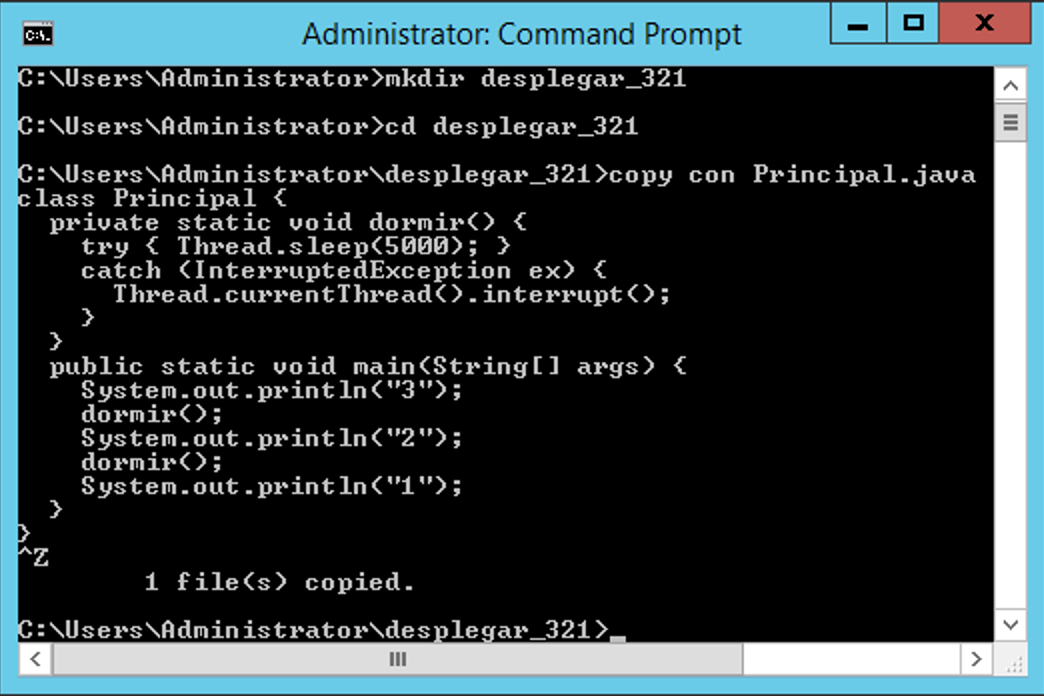 Administrator: Command Prompt
C:\Users\Administrator>mkdir desplegar_321
C:\Users\Administrator>cd desplegar_321
C:\Users\Administrator\desplegar_321>copy con Principal.java
class Principal {
  private static void dormir() {
    try { Thread.sleep(5000); }
    catch (InterruptedException ex) {
      Thread.currentThread().interrupt();
    }
  }
  public static void main(String[] args) {
    System.out.println("3");
    dormir();
    System.out.println("2");
    dormir();
    System.out.println("1");
  }
}
^Z
        1 file(s) copied.
C:\Users\Administrator\desplegar_321>_